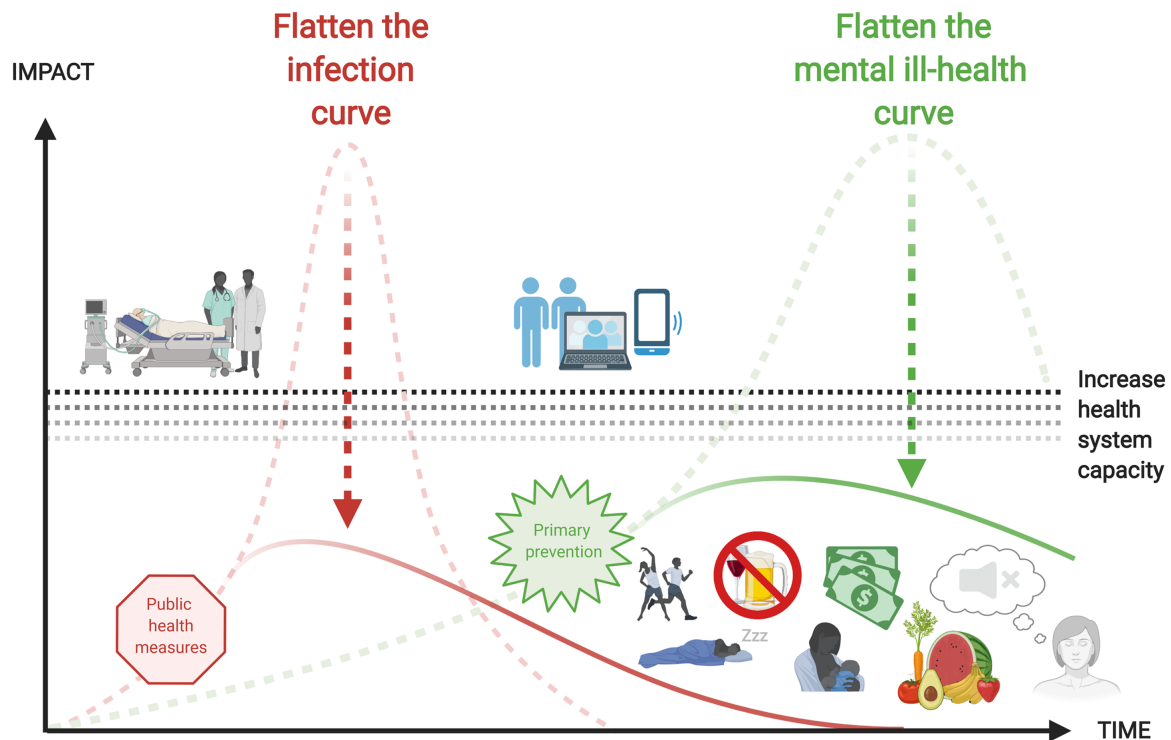 Flatten the
infection
curve
Flatten the
mental ill-health
curve
IMPACT
Increase
health
system
capacity
Primary
prevention
Public
health
measures
$
Zzz
TIME